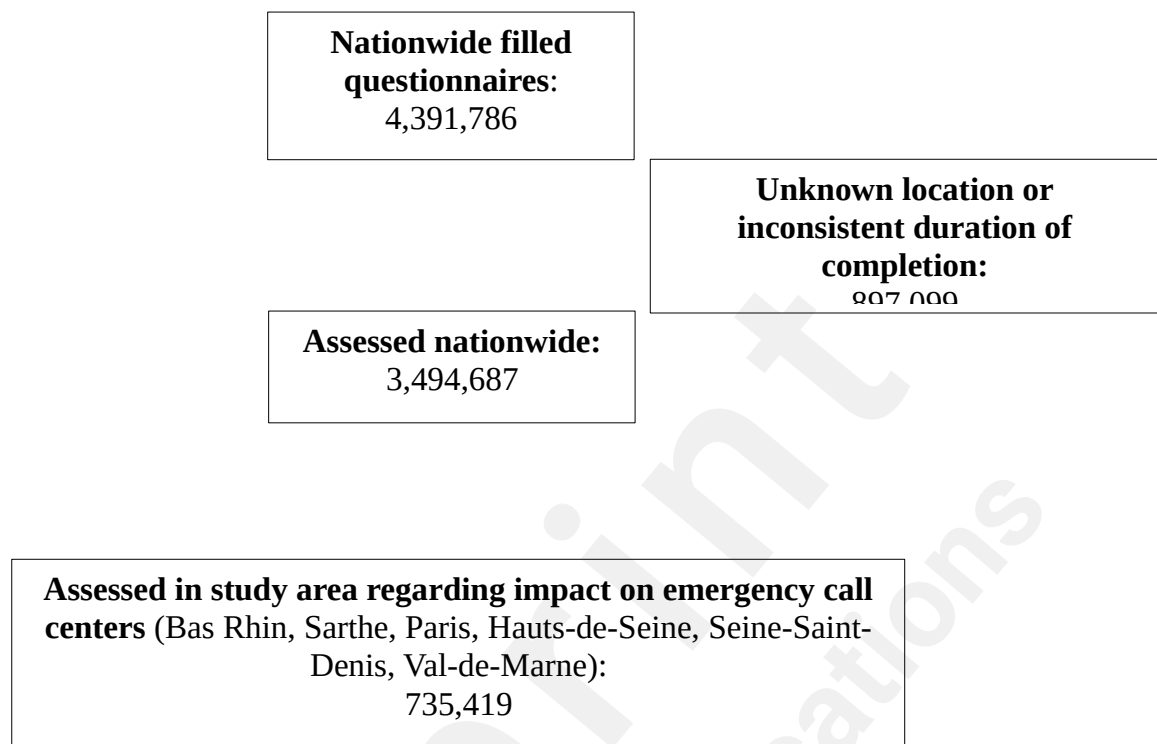 Nationwide filled
questionnaires:
4,391,786
Unknown location or
inconsistent duration of
completion:
897,099
Assessed nationwide:
3,494,687
Assessed in study area regarding impact on emergency call
centers (Bas Rhin, Sarthe, Paris, Hauts-de-Seine, Seine-Saint-
Denis, Val-de-Marne):
735,419